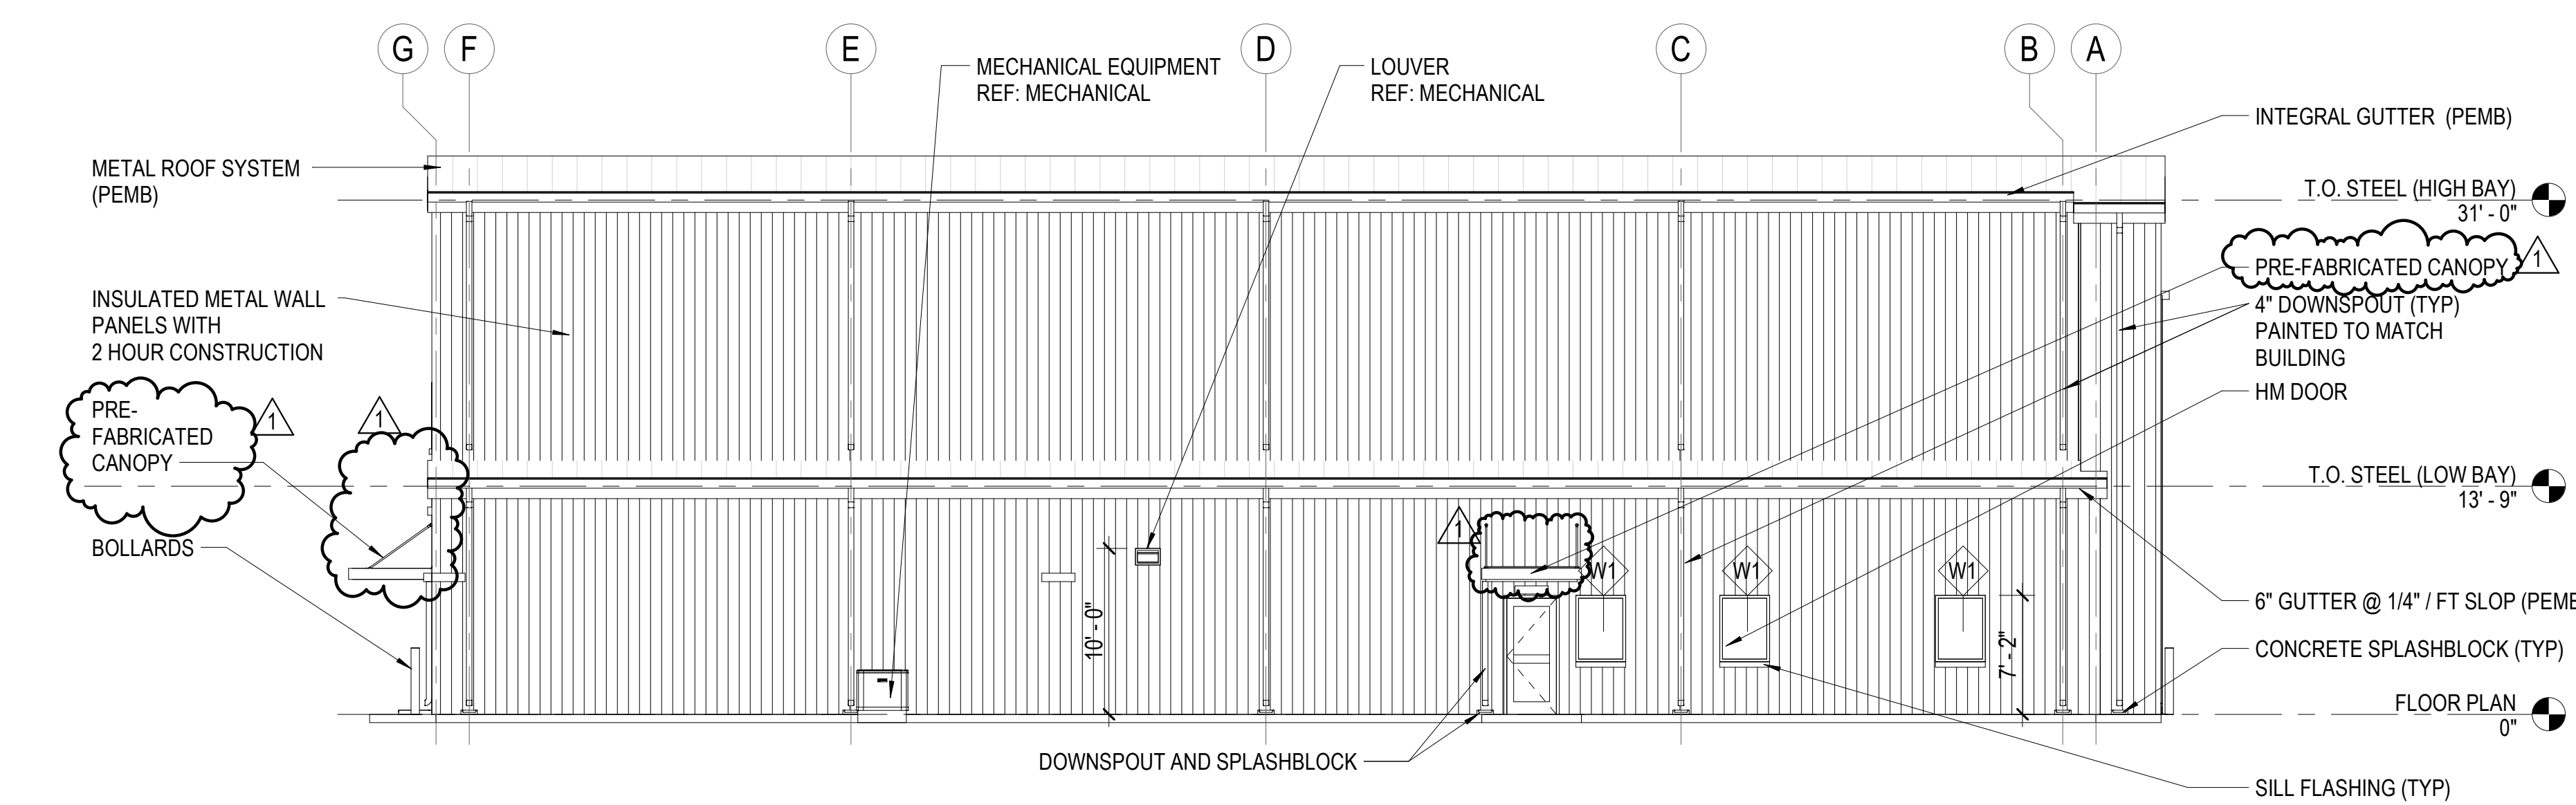 G F E D C B A
MECHANICAL EQUIPMENT
REF: MECHANICAL
LOUVER
REF: MECHANICAL
INTEGRAL GUTTER (PEMB)
METAL ROOF SYSTEM
(PEMB)
T.O. STEEL (HIGH BAY)
31' - 0"
PRE-FABRICATED CANOPY
1
4" DOWNSPOUT (TYP)
PAINTED TO MATCH
BUILDING
INSULATED METAL WALL
PANELS WITH
2 HOUR CONSTRUCTION
HM DOOR
PRE-
FABRICATED
CANOPY
1
1
T.O. STEEL (LOW BAY)
13' - 9"
1
BOLLARDS
W1
W1
W1
10' - 0"
7' - 2"
6" GUTTER @ 1/4" / FT SLOP (PEMB
CONCRETE SPLASHBLOCK (TYP)
FLOOR PLAN
0"
DOWNSPOUT AND SPLASHBLOCK
SILL FLASHING (TYP)